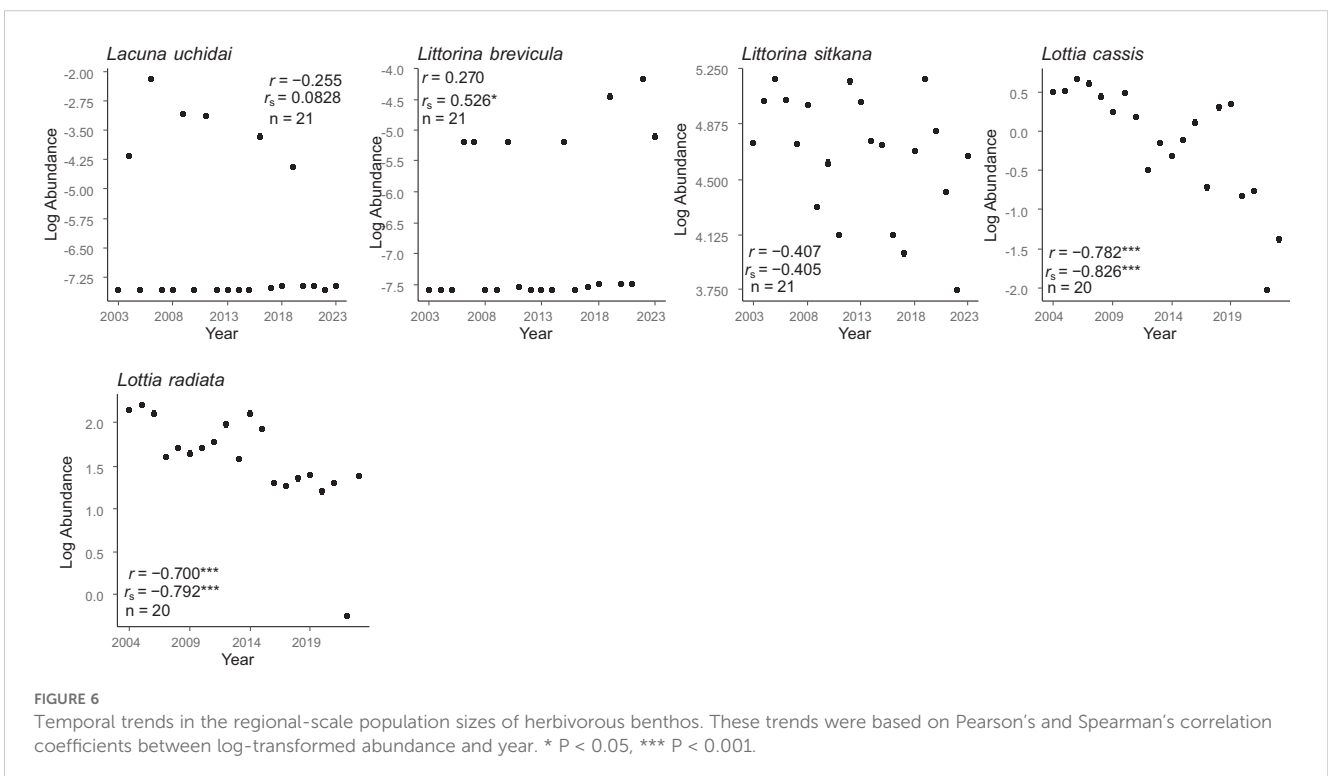 Lacuna uchidai
Log Abundance
-2.00
-2.75
-3.50
-4.25
-5.00
-5.75
-6.50
-7.25
r = −0.255
rs = 0.0828
n = 21
2003 2008 2013 2018 2023
Year
Littorina brevicula
Log Abundance
-4.0
-4.5
-5.0
-5.5
-6.0
-6.5
-7.0
-7.5
r = 0.270
rs = 0.526*
n = 21
2003 2008 2013 2018 2023
Year
Littorina sitkana
Log Abundance
5.250
4.875
4.500
4.125
3.750
r = −0.407
rs = −0.405
n = 21
2003 2008 2013 2018 2023
Year
Lottia cassis
Log Abundance
0.5
0.0
-0.5
-1.0
-1.5
-2.0
r = −0.782***
rs = −0.826***
n = 20
2004 2009 2014 2019
Year
Lottia radiata
Log Abundance
2.0
1.5
1.0
0.5
0.0
r = −0.700***
rs = −0.792***
n = 20
2004 2009 2014 2019
Year
FIGURE 6
Temporal trends in the regional-scale population sizes of herbivorous benthos. These trends were based on Pearson's and Spearman's correlation
coefficients between log-transformed abundance and year. * P < 0.05, *** P < 0.001.